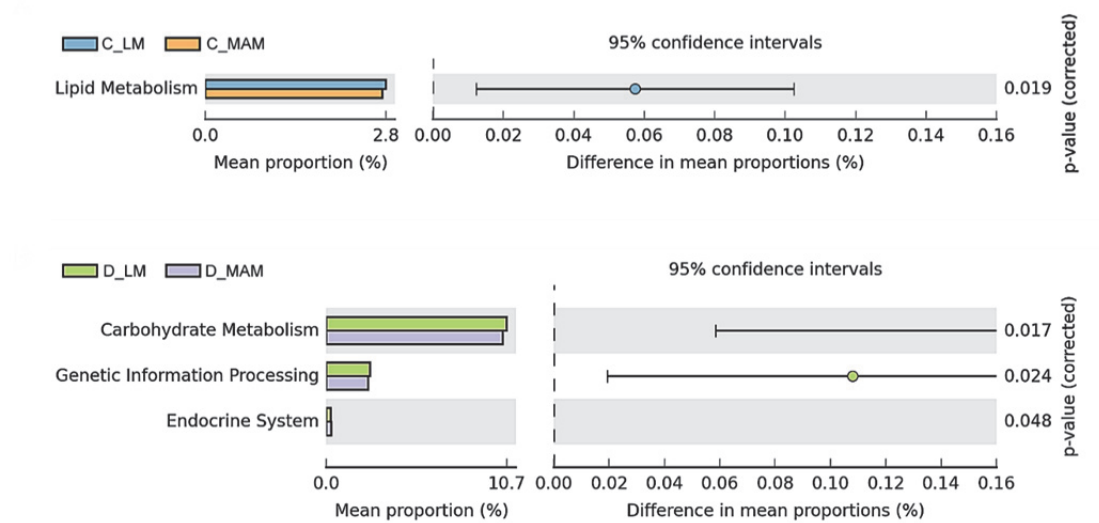 C_LM C_MAM
95% confidence intervals
Lipid Metabolism
0.019
0.0 2.8
0.00 0.02 0.04 0.06 0.08 0.10 0.12 0.14 0.16
Mean proportion (%)
Difference in mean proportions (%)
p-value (corrected)
D_LM D_MAM
95% confidence intervals
Carbohydrate Metabolism
0.017
Genetic Information Processing
0.024
Endocrine System
0.048
0.0 10.7
0.00 0.02 0.04 0.06 0.08 0.10 0.12 0.14 0.16
Mean proportion (%)
Difference in mean proportions (%)
p-value (corrected)